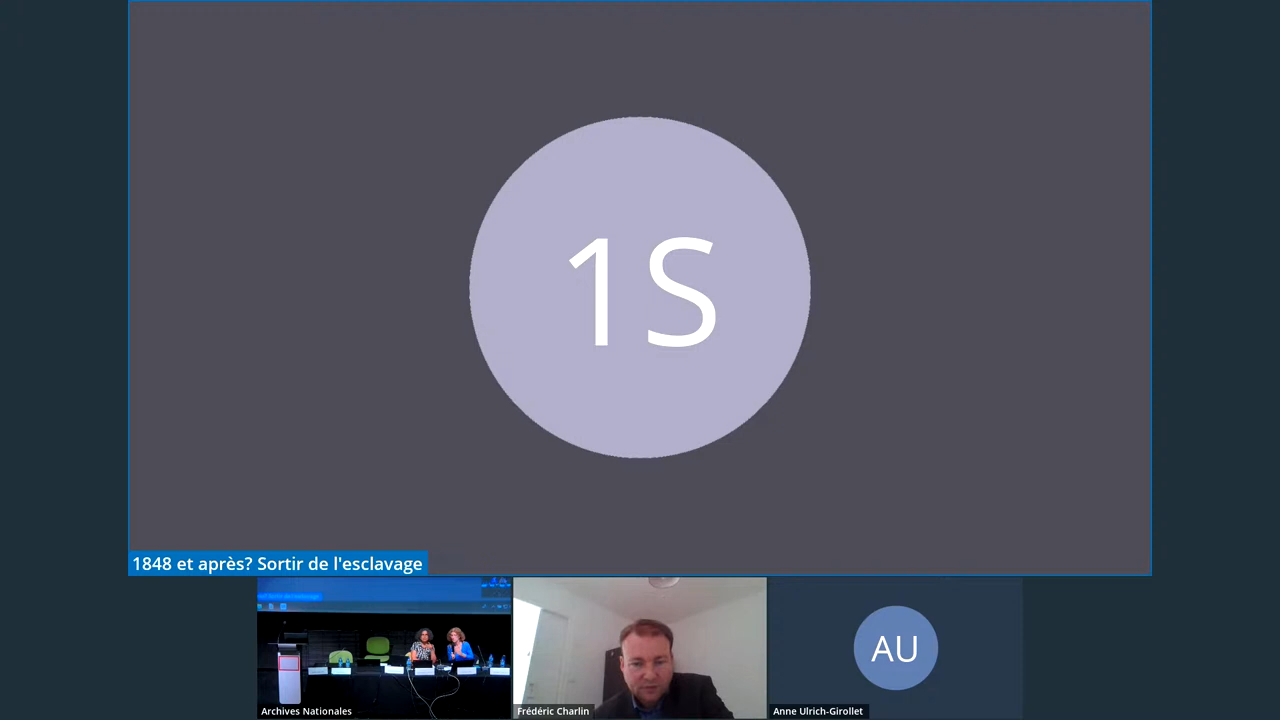 1S
1848 et après? Sortir de l'esclavage
Archives Nationales
Frédéric Charlin
AU
Anne Ulrich-Girollet